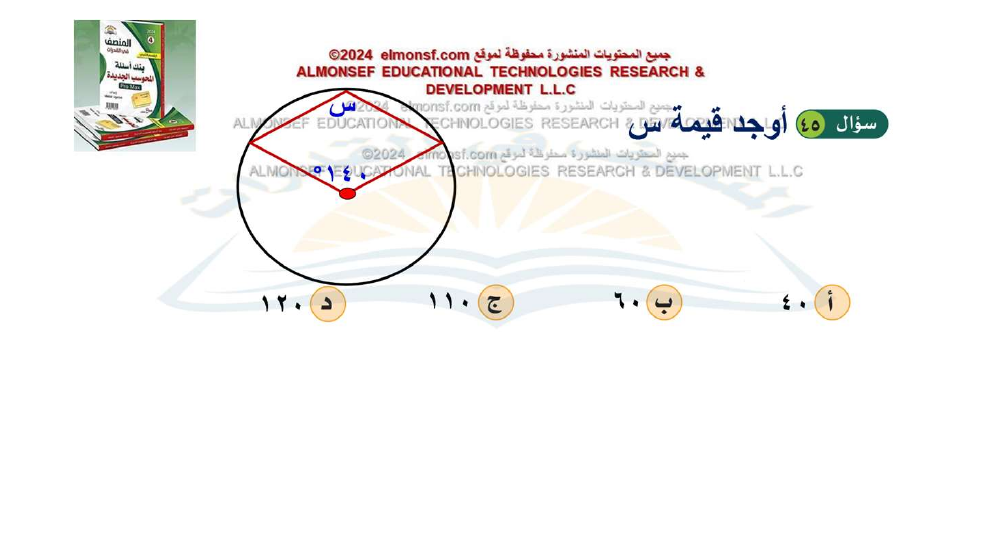 المنصف
في القدرات
بنك أسئلة
المحوسب الجديدة
جميع المحتويات المنشورة محفوظة لموقع elmonsf.com ©2024
ALMONSEF EDUCATIONAL TECHNOLOGIES RESEARCH &
DEVELOPMENT L.L.C
جميع المحتويات المنشورة محفوظة لموقع elmonsf.com ©2024
ALMONSEF EDUCATIONAL TECHNOLOGIES RESEARCH & DEVELOPMENT L.L.C
سؤال ٤٥ أوجد قيمة س
جميع المحتويات المنشورة محفوظة لموقع elmonsf.com ©2024
ALMONSEF EDUCATIONAL TECHNOLOGIES RESEARCH & DEVELOPMENT L.L.C
س
١٤٠°
أ ٤٠
ب ٦٠
ج ١١٠
د ١٢٠